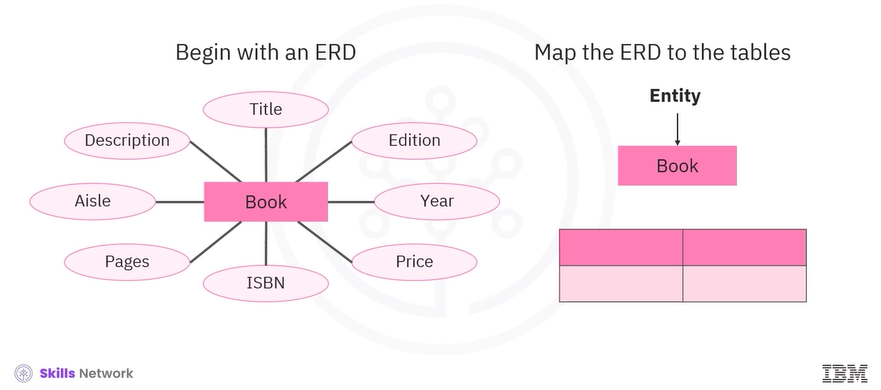 Begin with an ERD
Map the ERD to the tables
Title
Description
Edition
Aisle
Book
Year
Pages
Price
ISBN
Entity
Book
Skills Network
IBM